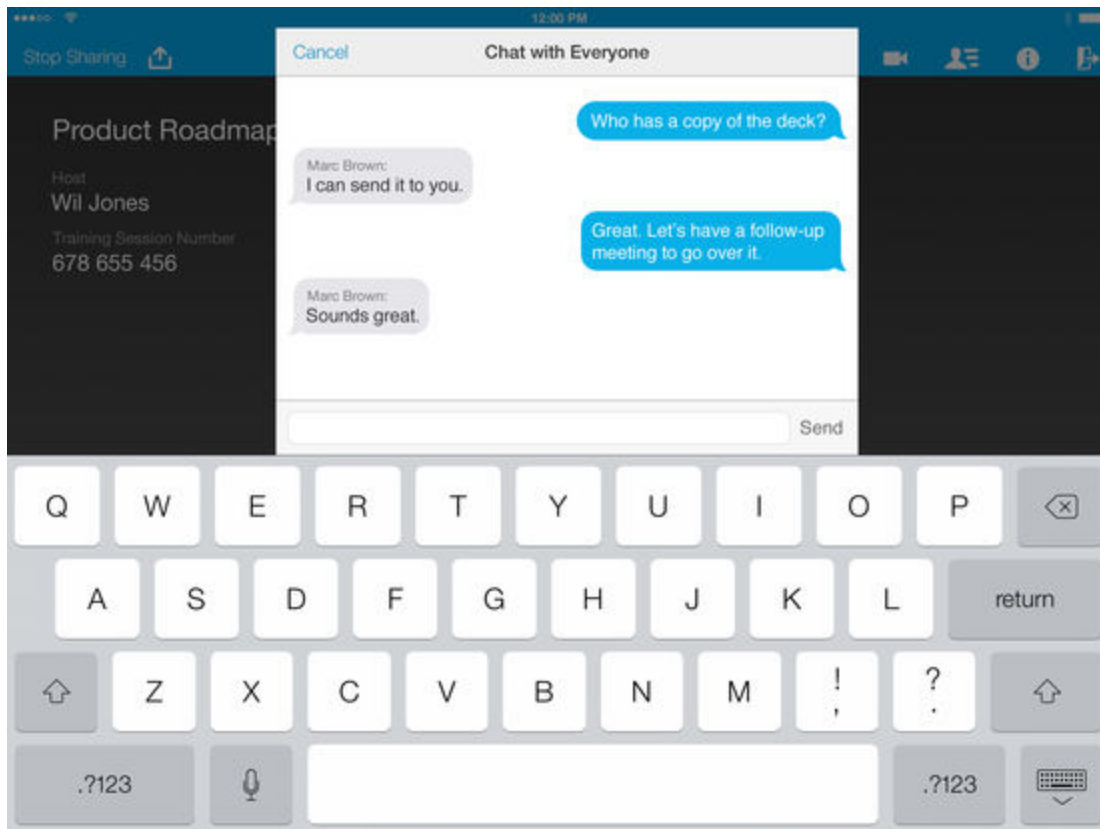 12:00 PM
Stop Sharing
Cancel
Chat with Everyone
Product Roadmap
Host
Wil Jones
Training Session Number
678 655 456
Who has a copy of the deck?
Marc Brown:
I can send it to you.
Great. Let's have a follow-up
meeting to go over it.
Marc Brown:
Sounds great.
Send
Q W E R T Y U I O P
A S D F G H J K L return
Z X C V B N M ! , ? .
.?123 .?123